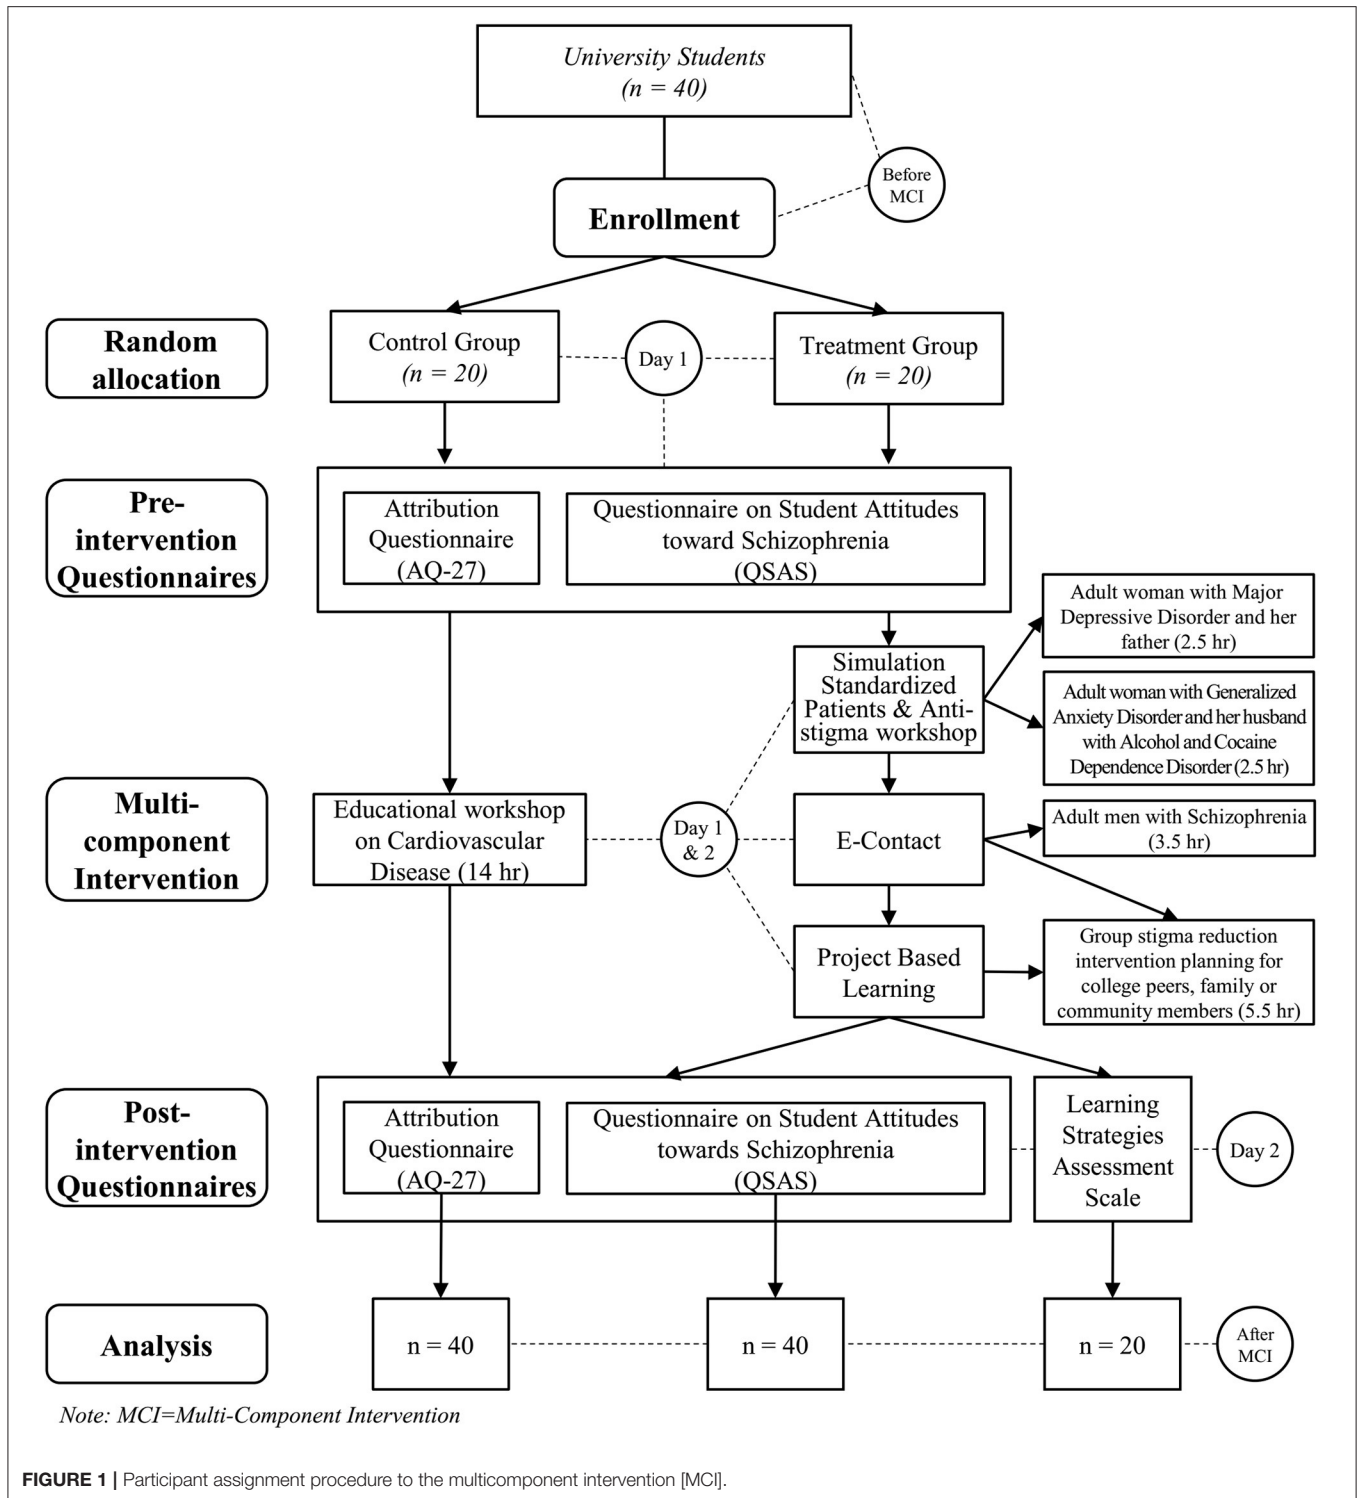 University Students
(n = 40)
Before
MCI
Enrollment
Random
allocation
Control Group
(n = 20)
Day 1
Treatment Group
(n = 20)
Pre-
intervention
Questionnaires
Attribution
Questionnaire
(AQ-27)
Questionnaire on Student Attitudes
toward Schizophrenia
(QSAS)
Adult woman with Major
Depressive Disorder and her
father (2.5 hr)
Simulation
Standardized
Patients & Anti-
stigma workshop
Adult woman with Generalized
Anxiety Disorder and her husband
with Alcohol and Cocaine
Dependence Disorder (2.5 hr)
Multi-
component
Intervention
Educational workshop
on Cardiovascular
Disease (14 hr)
Day 1
& 2
E-Contact
Adult men with Schizophrenia
(3.5 hr)
Project Based
Learning
Group stigma reduction
intervention planning for
college peers, family or
community members (5.5 hr)
Post-
intervention
Questionnaires
Attribution
Questionnaire
(AQ-27)
Questionnaire on Student Attitudes
towards Schizophrenia
(QSAS)
Learning
Strategies
Assessment
Scale
Day 2
Analysis
n = 40
n = 40
n = 20
After
MCI
Note: MCI=Multi-Component Intervention
FIGURE 1 | Participant assignment procedure to the multicomponent intervention [MCI].